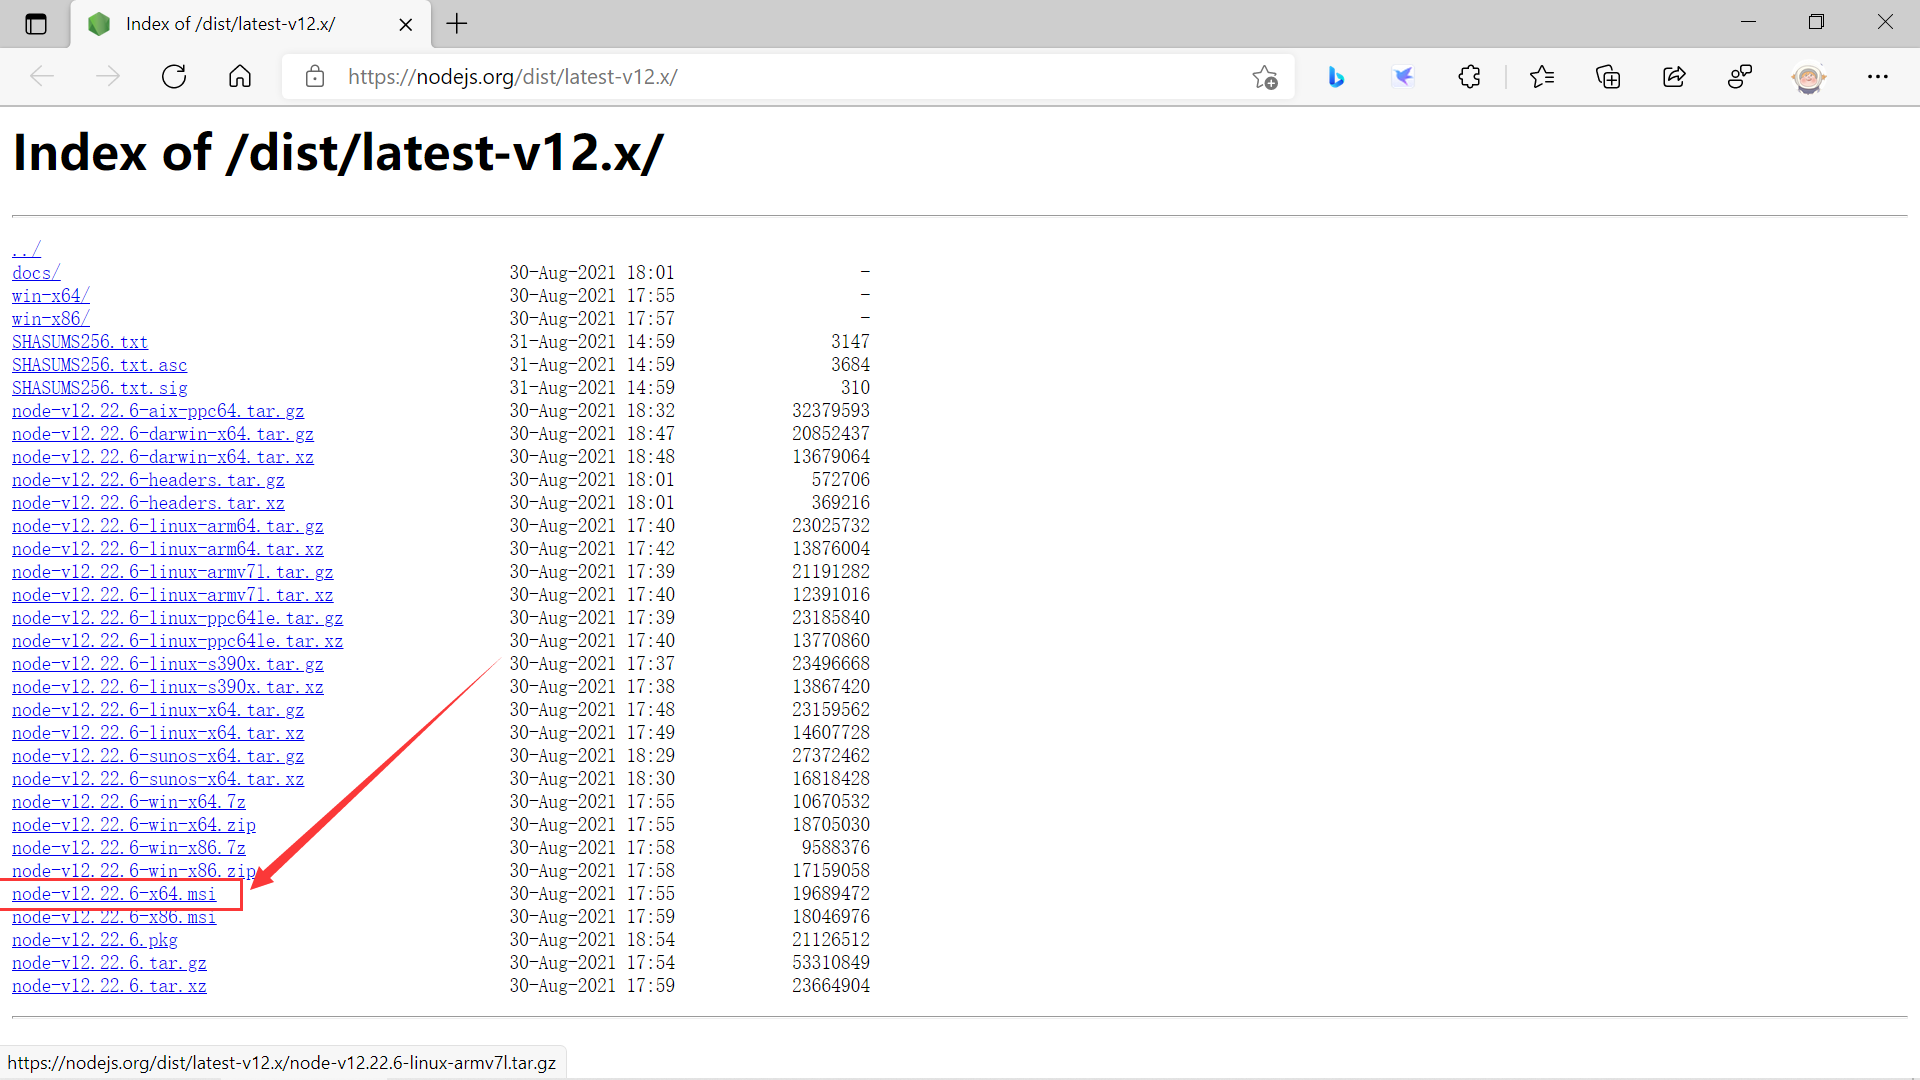 Index of /dist/latest-v12.x/
https://nodejs.org/dist/latest-v12.x/
Index of /dist/latest-v12.x/
../
docs/ 30-Aug-2021 18:01 -
win-x64/ 30-Aug-2021 17:55 -
win-x86/ 30-Aug-2021 17:57 -
SHASUMS256.txt 31-Aug-2021 14:59 3147
SHASUMS256.txt.asc 31-Aug-2021 14:59 3684
SHASUMS256.txt.sig 31-Aug-2021 14:59 310
node-v12.22.6-aix-ppc64.tar.gz 30-Aug-2021 18:32 32379593
node-v12.22.6-darwin-x64.tar.gz 30-Aug-2021 18:47 20852437
node-v12.22.6-darwin-x64.tar.xz 30-Aug-2021 18:48 13679064
node-v12.22.6-headers.tar.gz 30-Aug-2021 18:01 572706
node-v12.22.6-headers.tar.xz 30-Aug-2021 18:01 369216
node-v12.22.6-linux-arm64.tar.gz 30-Aug-2021 17:40 23025732
node-v12.22.6-linux-arm64.tar.xz 30-Aug-2021 17:42 13876004
node-v12.22.6-linux-armv7l.tar.gz 30-Aug-2021 17:39 21191282
node-v12.22.6-linux-armv7l.tar.xz 30-Aug-2021 17:40 12391016
node-v12.22.6-linux-ppc64le.tar.gz 30-Aug-2021 17:39 23185840
node-v12.22.6-linux-ppc64le.tar.xz 30-Aug-2021 17:40 13770860
node-v12.22.6-linux-s390x.tar.gz 30-Aug-2021 17:37 23496668
node-v12.22.6-linux-s390x.tar.xz 30-Aug-2021 17:38 13867420
node-v12.22.6-linux-x64.tar.gz 30-Aug-2021 17:48 23159562
node-v12.22.6-linux-x64.tar.xz 30-Aug-2021 17:49 14607728
node-v12.22.6-sunos-x64.tar.gz 30-Aug-2021 18:29 27372462
node-v12.22.6-sunos-x64.tar.xz 30-Aug-2021 18:30 16818428
node-v12.22.6-win-x64.7z 30-Aug-2021 17:55 10670532
node-v12.22.6-win-x64.zip 30-Aug-2021 17:55 18705030
node-v12.22.6-win-x86.7z 30-Aug-2021 17:58 9588376
node-v12.22.6-win-x86.zip 30-Aug-2021 17:58 17159058
node-v12.22.6-x64.msi 30-Aug-2021 17:55 19689472
node-v12.22.6-x86.msi 30-Aug-2021 17:59 18046976
node-v12.22.6.pkg 30-Aug-2021 18:54 21126512
node-v12.22.6.tar.gz 30-Aug-2021 17:54 53310849
node-v12.22.6.tar.xz 30-Aug-2021 17:59 23664904
https://nodejs.org/dist/latest-v12.x/node-v12.22.6-linux-armv7l.tar.gz